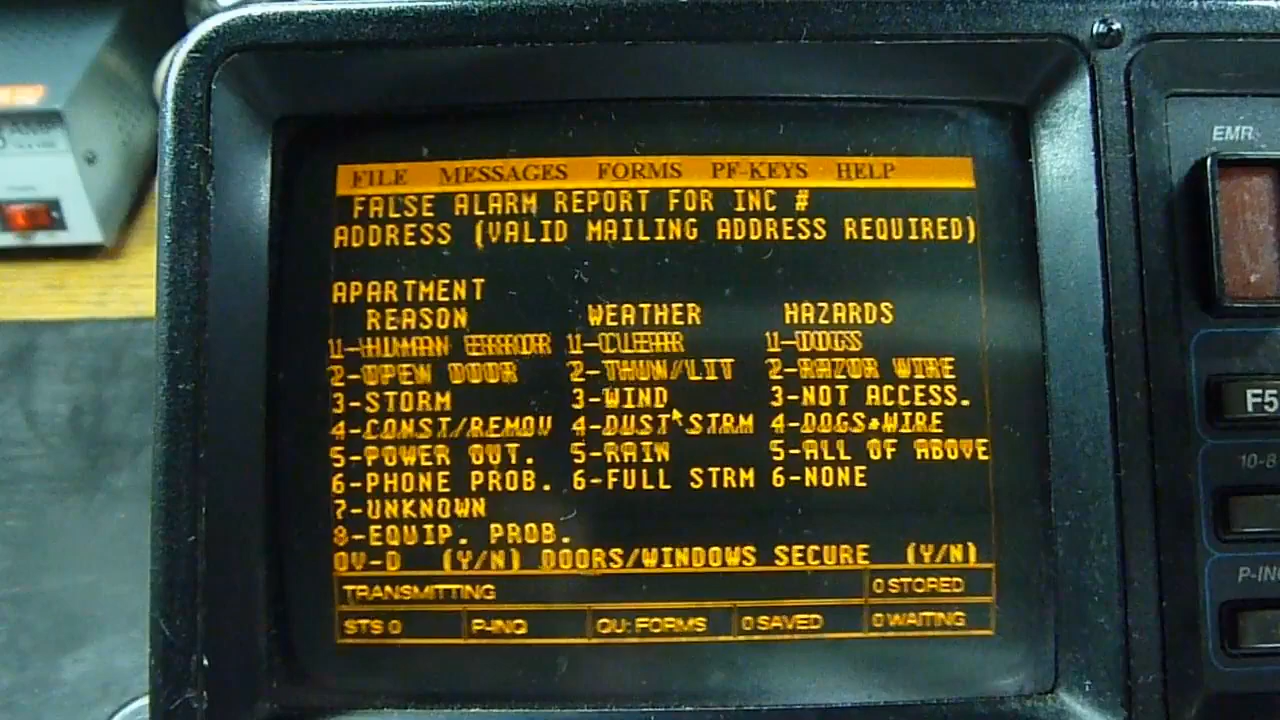 FILE MESSAGES FORMS PF-KEYS HELP
FALSE ALARM REPORT FOR INC #
ADDRESS (VALID MAILING ADDRESS REQUIRED)
APARTMENT
REASON WEATHER HAZARDS
1-HUMAN ERROR 1-CLEAR 1-DOGS
2-OPEN DOOR 2-THUN/LIT 2-RAZOR WIRE
3-STORM 3-WIND 3-NOT ACCESS.
4-CONST/REMOV 4-DUST STRM 4-DOGS+WIRE
5-POWER OUT. 5-RAIN 5-ALL OF ABOVE
6-PHONE PROB. 6-FULL STRM 6-NONE
7-UNKNOWN
8-EQUIP. PROB.
OV-D (Y/N) DOORS/WINDOWS SECURE (Y/N)
TRANSMITTING 0 STORED
STS 0 P-INQ QU: FORMS 0 SAVED 0 WAITING
EMR
F5
10-8